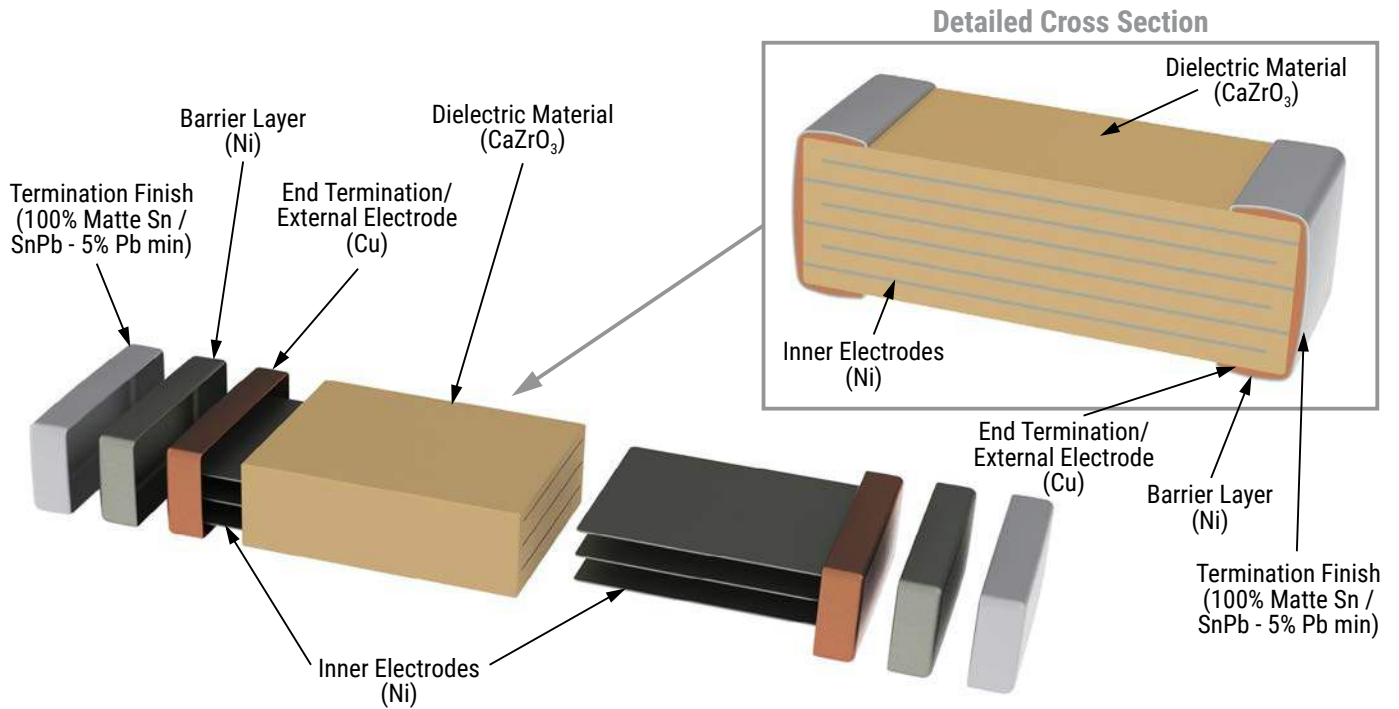 Detailed Cross Section
Dielectric Material
(CaZrO₃)
Inner Electrodes
(Ni)
End Termination/
External Electrode
(Cu)
Barrier Layer
(Ni)
Termination Finish
(100% Matte Sn /
SnPb - 5% Pb min)
Termination Finish
(100% Matte Sn /
SnPb - 5% Pb min)
Barrier Layer
(Ni)
End Termination/
External Electrode
(Cu)
Dielectric Material
(CaZrO₃)
Inner Electrodes
(Ni)